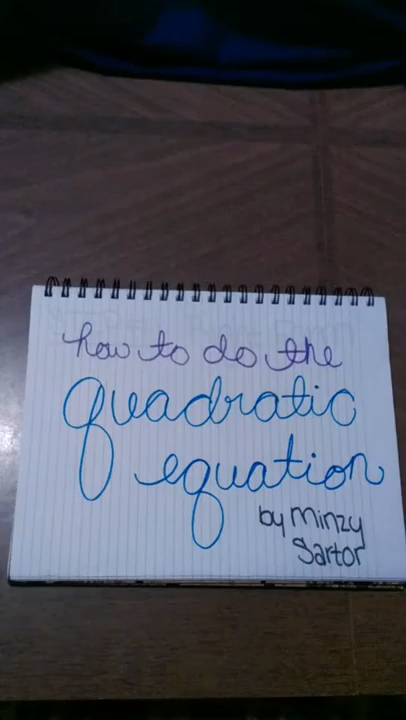 how to do the
quadratic
equation
by Minzy
Sartor